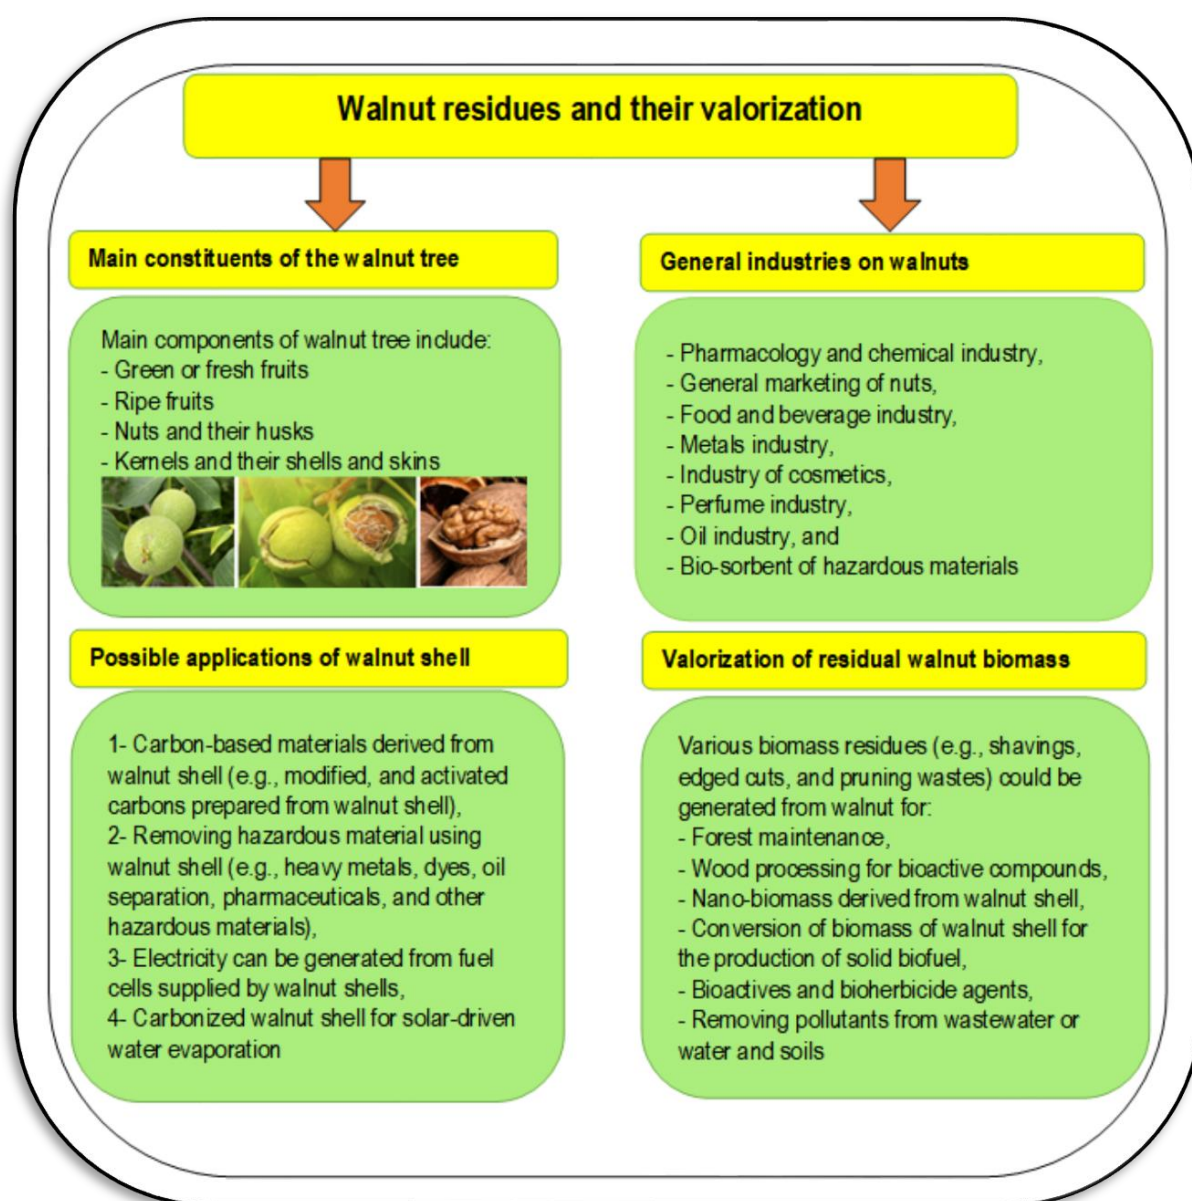 Walnut residues and their valorization
Main constituents of the walnut tree
Main components of walnut tree include:
- Green or fresh fruits
- Ripe fruits
- Nuts and their husks
- Kernels and their shells and skins
General industries on walnuts
- Pharmacology and chemical industry,
- General marketing of nuts,
- Food and beverage industry,
- Metals industry,
- Industry of cosmetics,
- Perfume industry,
- Oil industry, and
- Bio-sorbent of hazardous materials
Possible applications of walnut shell
1- Carbon-based materials derived from
walnut shell (e.g., modified, and activated
carbons prepared from walnut shell),
2- Removing hazardous material using
walnut shell (e.g., heavy metals, dyes, oil
separation, pharmaceuticals, and other
hazardous materials),
3- Electricity can be generated from fuel
cells supplied by walnut shells,
4- Carbonized walnut shell for solar-driven
water evaporation
Valorization of residual walnut biomass
Various biomass residues (e.g., shavings,
edged cuts, and pruning wastes) could be
generated from walnut for:
- Forest maintenance,
- Wood processing for bioactive compounds,
- Nano-biomass derived from walnut shell,
- Conversion of biomass of walnut shell for
the production of solid biofuel,
- Bioactives and bioherbicide agents,
- Removing pollutants from wastewater or
water and soils